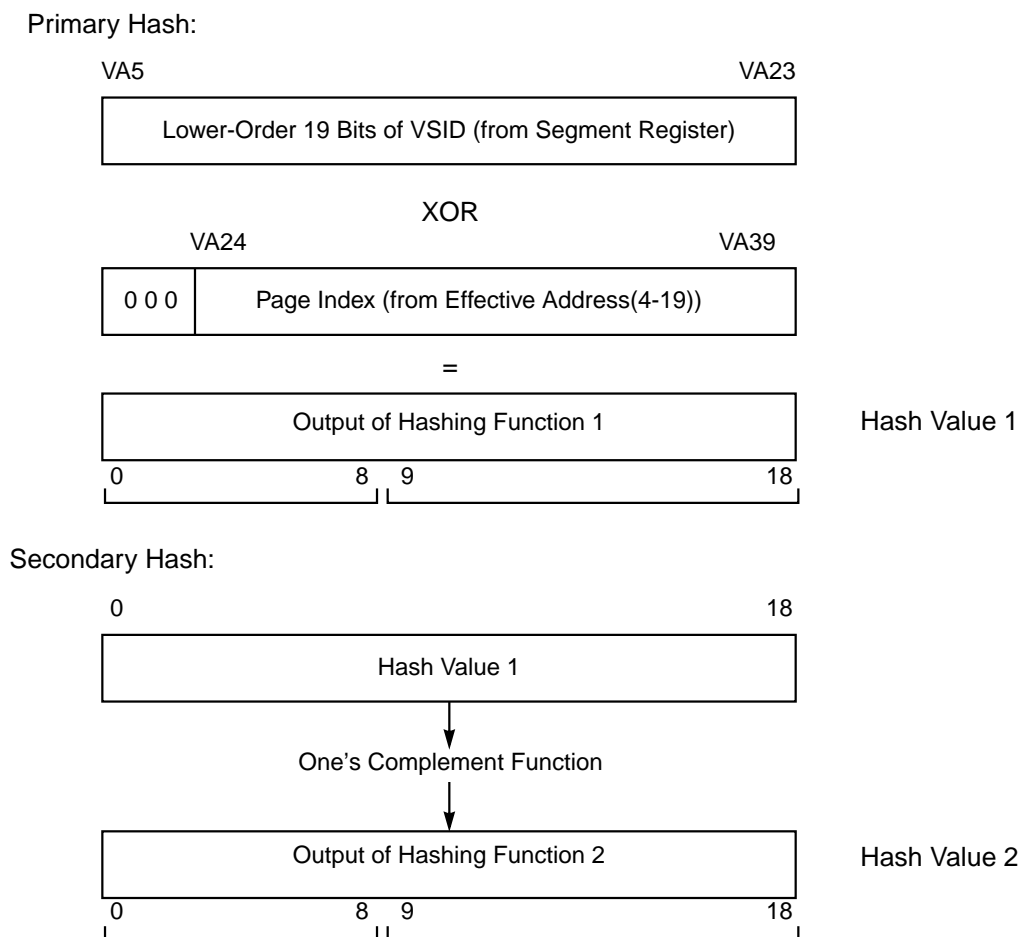 Primary Hash:
VA5 VA23
Lower-Order 19 Bits of VSID (from Segment Register)
XOR
VA24 VA39
0 0 0 Page Index (from Effective Address(4-19))
=
Output of Hashing Function 1 Hash Value 1
0 8 9 18
Secondary Hash:
0 18
Hash Value 1
One's Complement Function
Output of Hashing Function 2 Hash Value 2
0 8 9 18